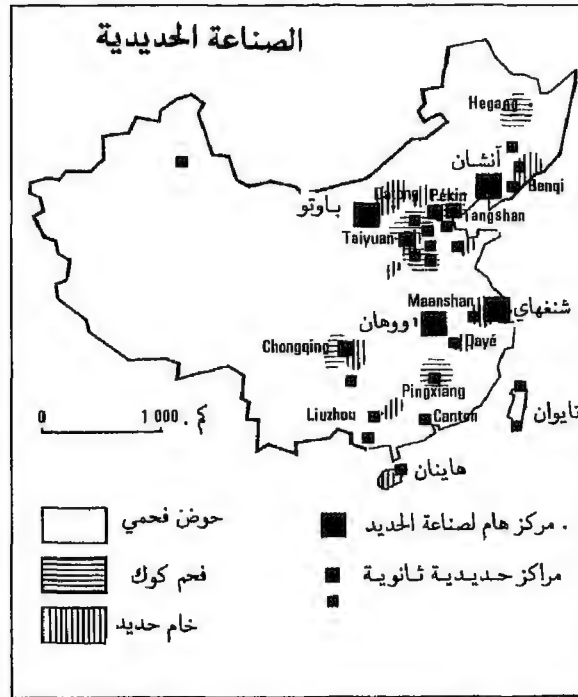 الصناعة الحديدية
Hegang
آنشان
Benqi
Datong
Pékin
باوتو
Tangshan
Taiyuan
Maanshan
شنغهاي
ووهان
Dayé
Chongqing
Pingxiang
Liuzhou
Canton
تايوان
هاينان
0 1 000 كم.
حوض فحمي
مركز هام لصناعة الحديد.
فحم كوك
مراكز حديدية ثانوية
خام حديد